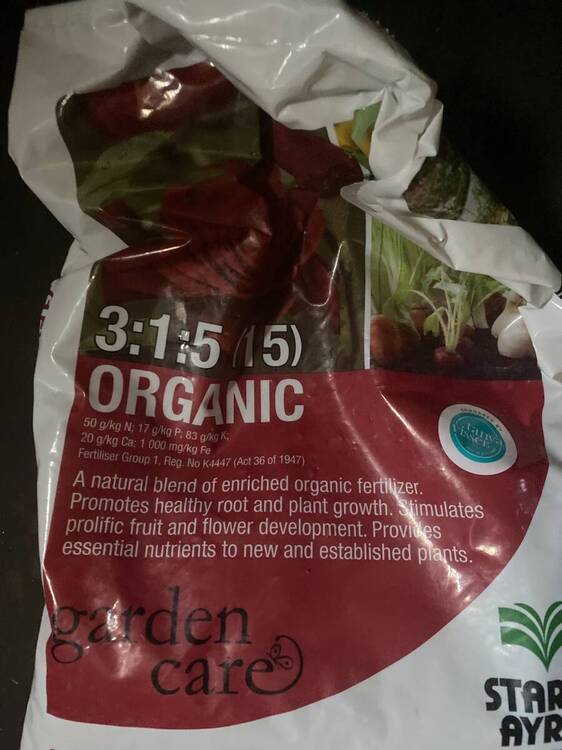 3:1:5 (15)
ORGANIC
50 g/kg N; 17 g/kg P; 83 g/kg K;
20 g/kg Ca; 1 000 mg/kg Fe
Fertiliser Group 1. Reg. No K4447 (Act 36 of 1947)
A natural blend of enriched organic fertilizer.
Promotes healthy root and plant growth. Stimulates
prolific fruit and flower development. Provides
essential nutrients to new and established plants.
garden
care
STAR
AYR